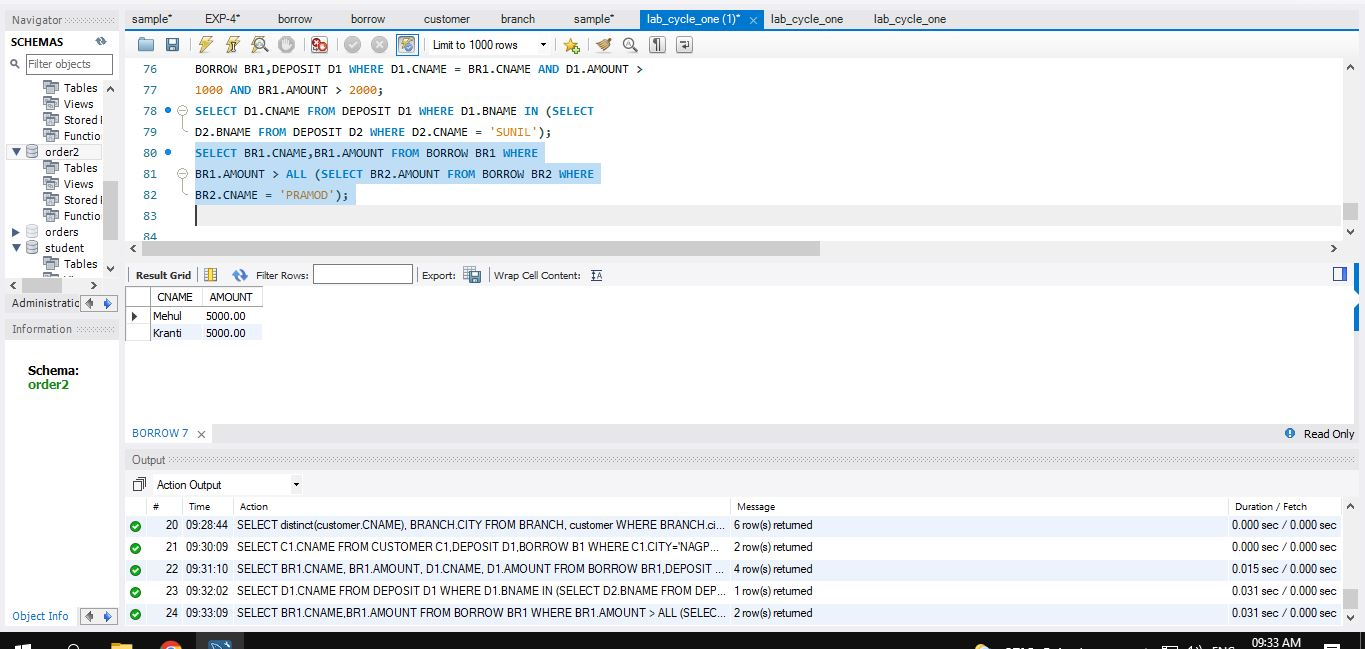 Navigator
sample* EXP-4* borrow borrow customer branch sample* lab_cycle_one (1)* lab_cycle_one lab_cycle_one
SCHEMAS
Limit to 1000 rows
Filter objects
Tables
Views
Stored
Functio
order2
Tables
Views
Stored
Functio
orders
student
Tables
76 BORROW BR1,DEPOSIT D1 WHERE D1.CNAME = BR1.CNAME AND D1.AMOUNT >
77 1000 AND BR1.AMOUNT > 2000;
78 SELECT D1.CNAME FROM DEPOSIT D1 WHERE D1.BNAME IN (SELECT
79 D2.BNAME FROM DEPOSIT D2 WHERE D2.CNAME = 'SUNIL');
80 SELECT BR1.CNAME,BR1.AMOUNT FROM BORROW BR1 WHERE
81 BR1.AMOUNT > ALL (SELECT BR2.AMOUNT FROM BORROW BR2 WHERE
82 BR2.CNAME = 'PRAMOD');
83
84
Administratic
Information
Schema:
order2
Object Info
Result Grid Filter Rows: Export: Wrap Cell Content:
CNAME AMOUNT
Mehul 5000.00
Kranti 5000.00
BORROW 7 Read Only
Output
Action Output
# Time Action Message Duration / Fetch
20 09:28:44 SELECT distinct(customer.CNAME), BRANCH.CITY FROM BRANCH, customer WHERE BRANCH.ci... 6 row(s) returned 0.000 sec / 0.000 sec
21 09:30:09 SELECT C1.CNAME FROM CUSTOMER C1,DEPOSIT D1,BORROW B1 WHERE C1.CITY='NAGP... 2 row(s) returned 0.000 sec / 0.000 sec
22 09:31:10 SELECT BR1.CNAME, BR1.AMOUNT, D1.CNAME, D1.AMOUNT FROM BORROW BR1,DEPOSIT ... 4 row(s) returned 0.015 sec / 0.000 sec
23 09:32:02 SELECT D1.CNAME FROM DEPOSIT D1 WHERE D1.BNAME IN (SELECT D2.BNAME FROM DEP... 1 row(s) returned 0.031 sec / 0.000 sec
24 09:33:09 SELECT BR1.CNAME,BR1.AMOUNT FROM BORROW BR1 WHERE BR1.AMOUNT > ALL (SELEC... 2 row(s) returned 0.031 sec / 0.000 sec
09:33 AM